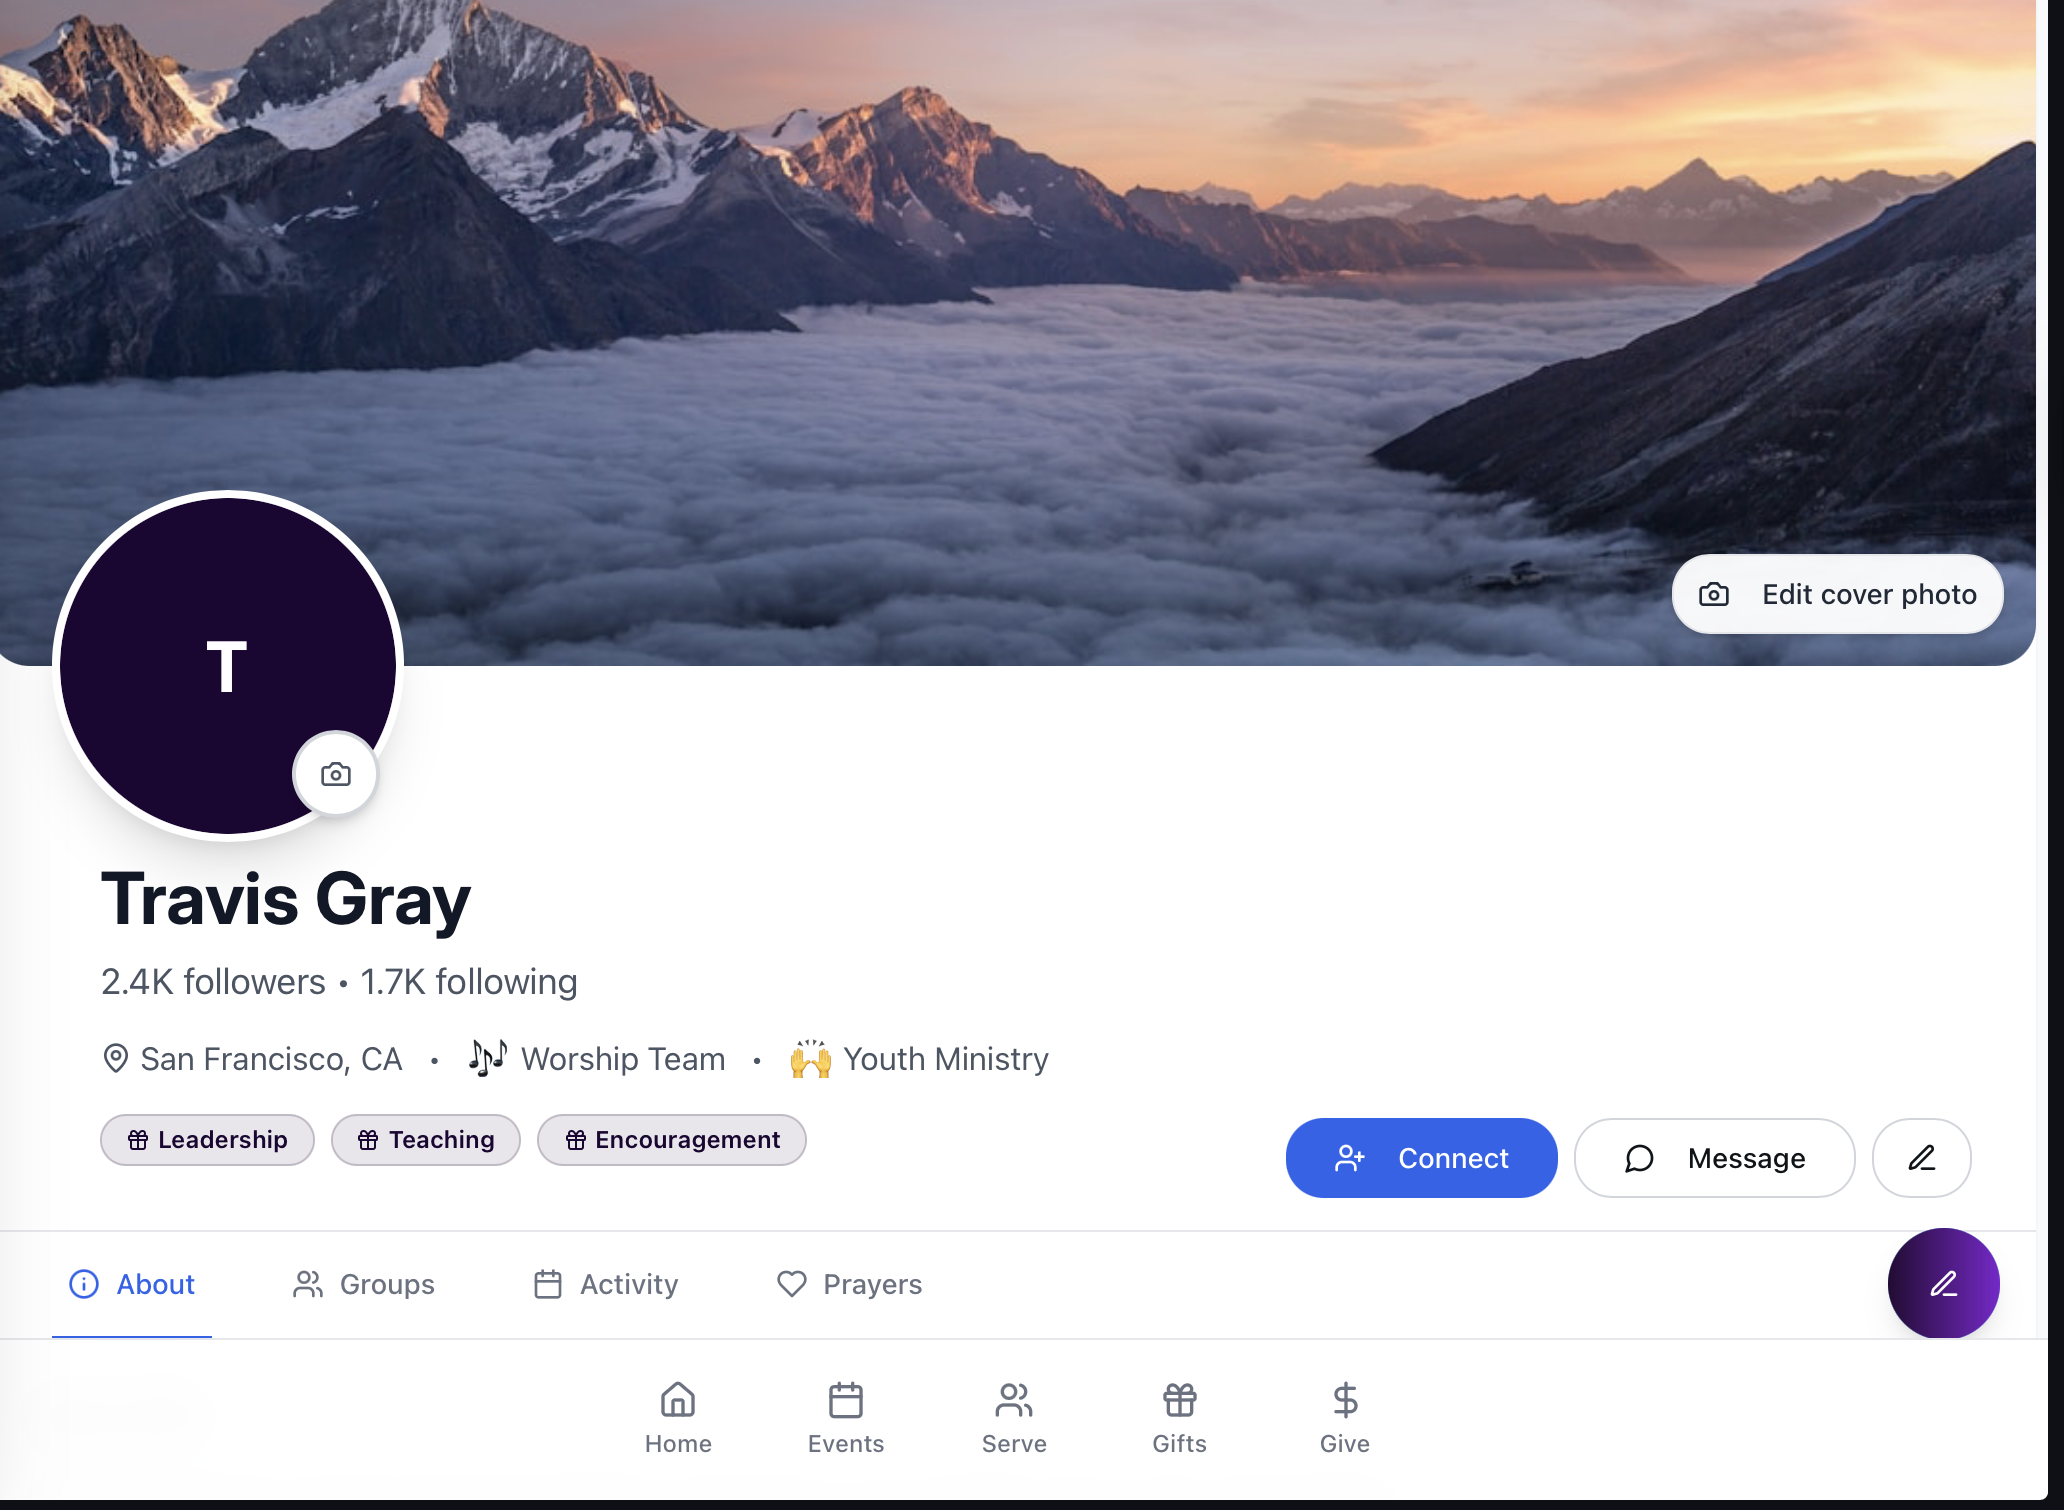 Edit cover photo
T
Travis Gray
2.4K followers • 1.7K following
San Francisco, CA • 🎶 Worship Team • 🙌 Youth Ministry
Leadership Teaching Encouragement
Connect Message
About Groups Activity Prayers
Home Events Serve Gifts Give